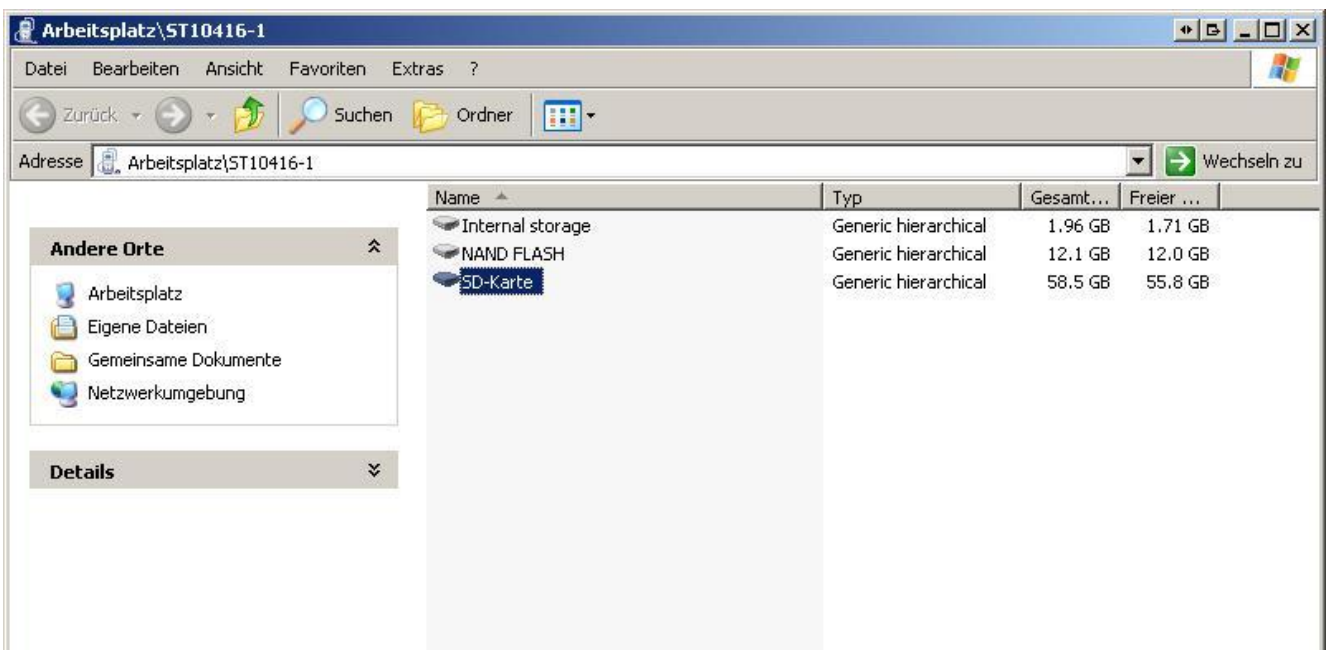 Arbeitsplatz\ST10416-1
Datei Bearbeiten Ansicht Favoriten Extras ?
Zurück Suchen Ordner
Adresse Arbeitsplatz\ST10416-1 Wechseln zu
Name Typ Gesamt... Freier ...
Internal storage Generic hierarchical 1.96 GB 1.71 GB
NAND FLASH Generic hierarchical 12.1 GB 12.0 GB
SD-Karte Generic hierarchical 58.5 GB 55.8 GB
Andere Orte
Arbeitsplatz
Eigene Dateien
Gemeinsame Dokumente
Netzwerkumgebung
Details